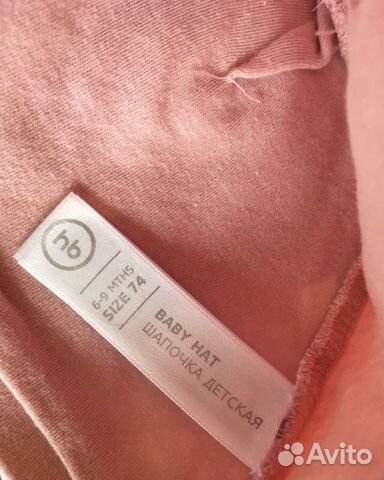 hb
6-9 MTHS
SIZE 74
BABY HAT
ШАПОЧКА ДЕТСКАЯ
Avito